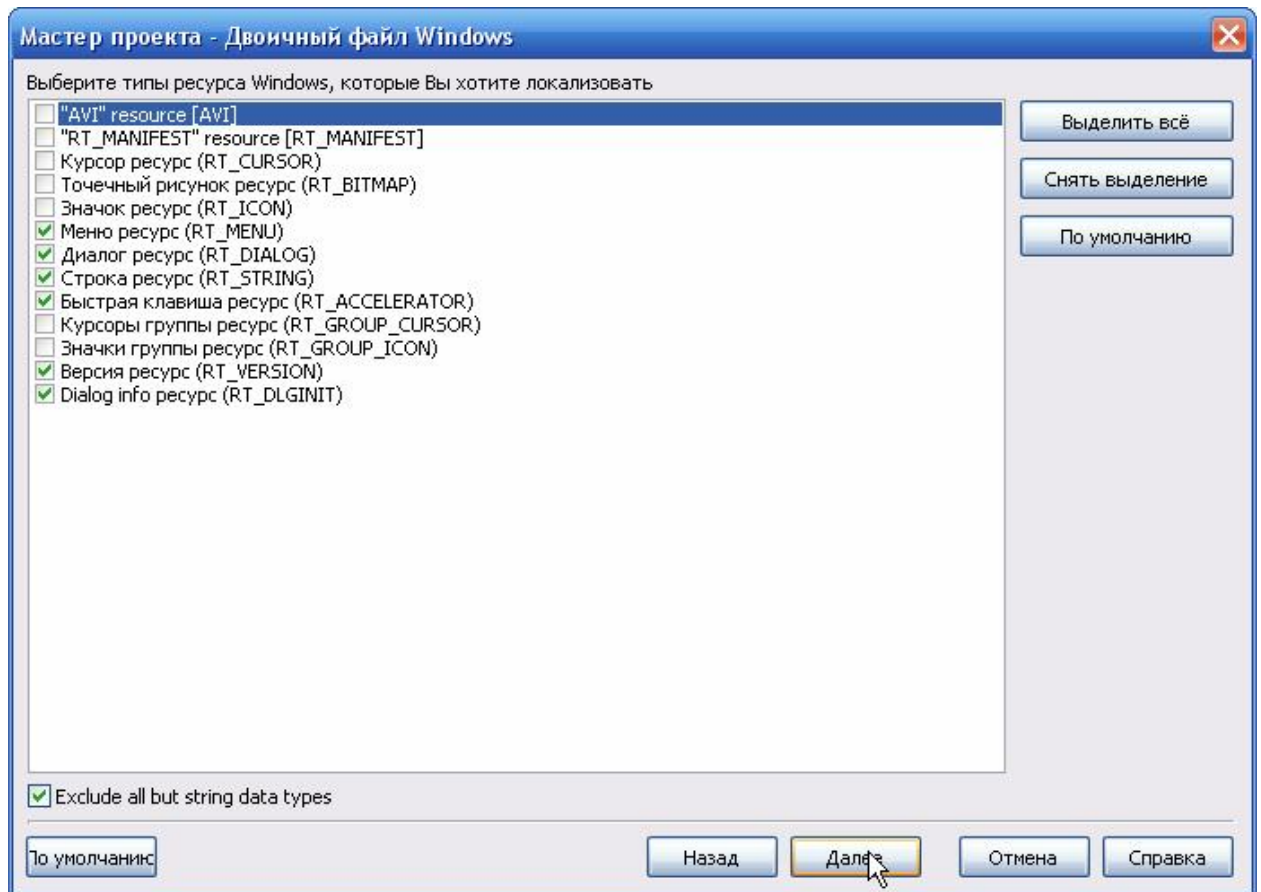 Мастер проекта - Двоичный файл Windows
Выберите типы ресурса Windows, которые Вы хотите локализовать
"AVI" resource [AVI]
"RT_MANIFEST" resource [RT_MANIFEST]
Курсор ресурс (RT_CURSOR)
Точечный рисунок ресурс (RT_BITMAP)
Значок ресурс (RT_ICON)
Меню ресурс (RT_MENU)
Диалог ресурс (RT_DIALOG)
Строка ресурс (RT_STRING)
Быстрая клавиша ресурс (RT_ACCELERATOR)
Курсоры группы ресурс (RT_GROUP_CURSOR)
Значки группы ресурс (RT_GROUP_ICON)
Версия ресурс (RT_VERSION)
Dialog info ресурс (RT_DLGINIT)
Выделить всё
Снять выделение
По умолчанию
Exclude all but string data types
По умолчанию Назад Далее Отмена Справка